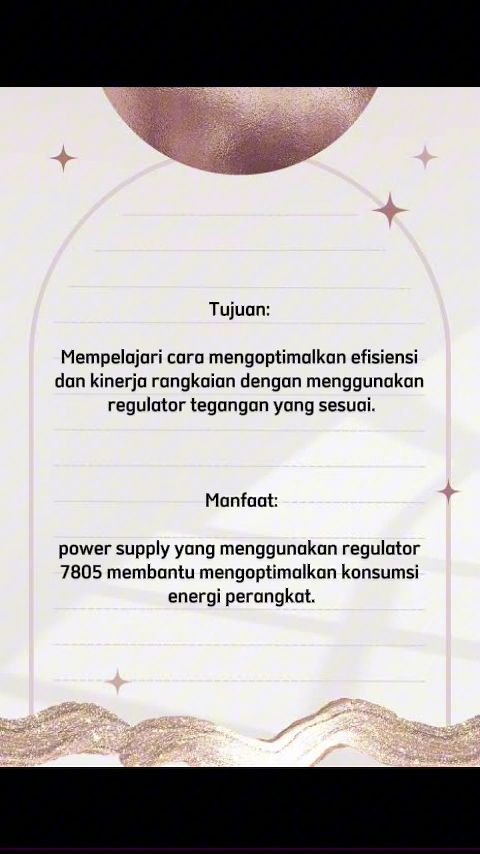 Tujuan:
Mempelajari cara mengoptimalkan efisiensi
dan kinerja rangkaian dengan menggunakan
regulator tegangan yang sesuai.
Manfaat:
power supply yang menggunakan regulator
7805 membantu mengoptimalkan konsumsi
energi perangkat.